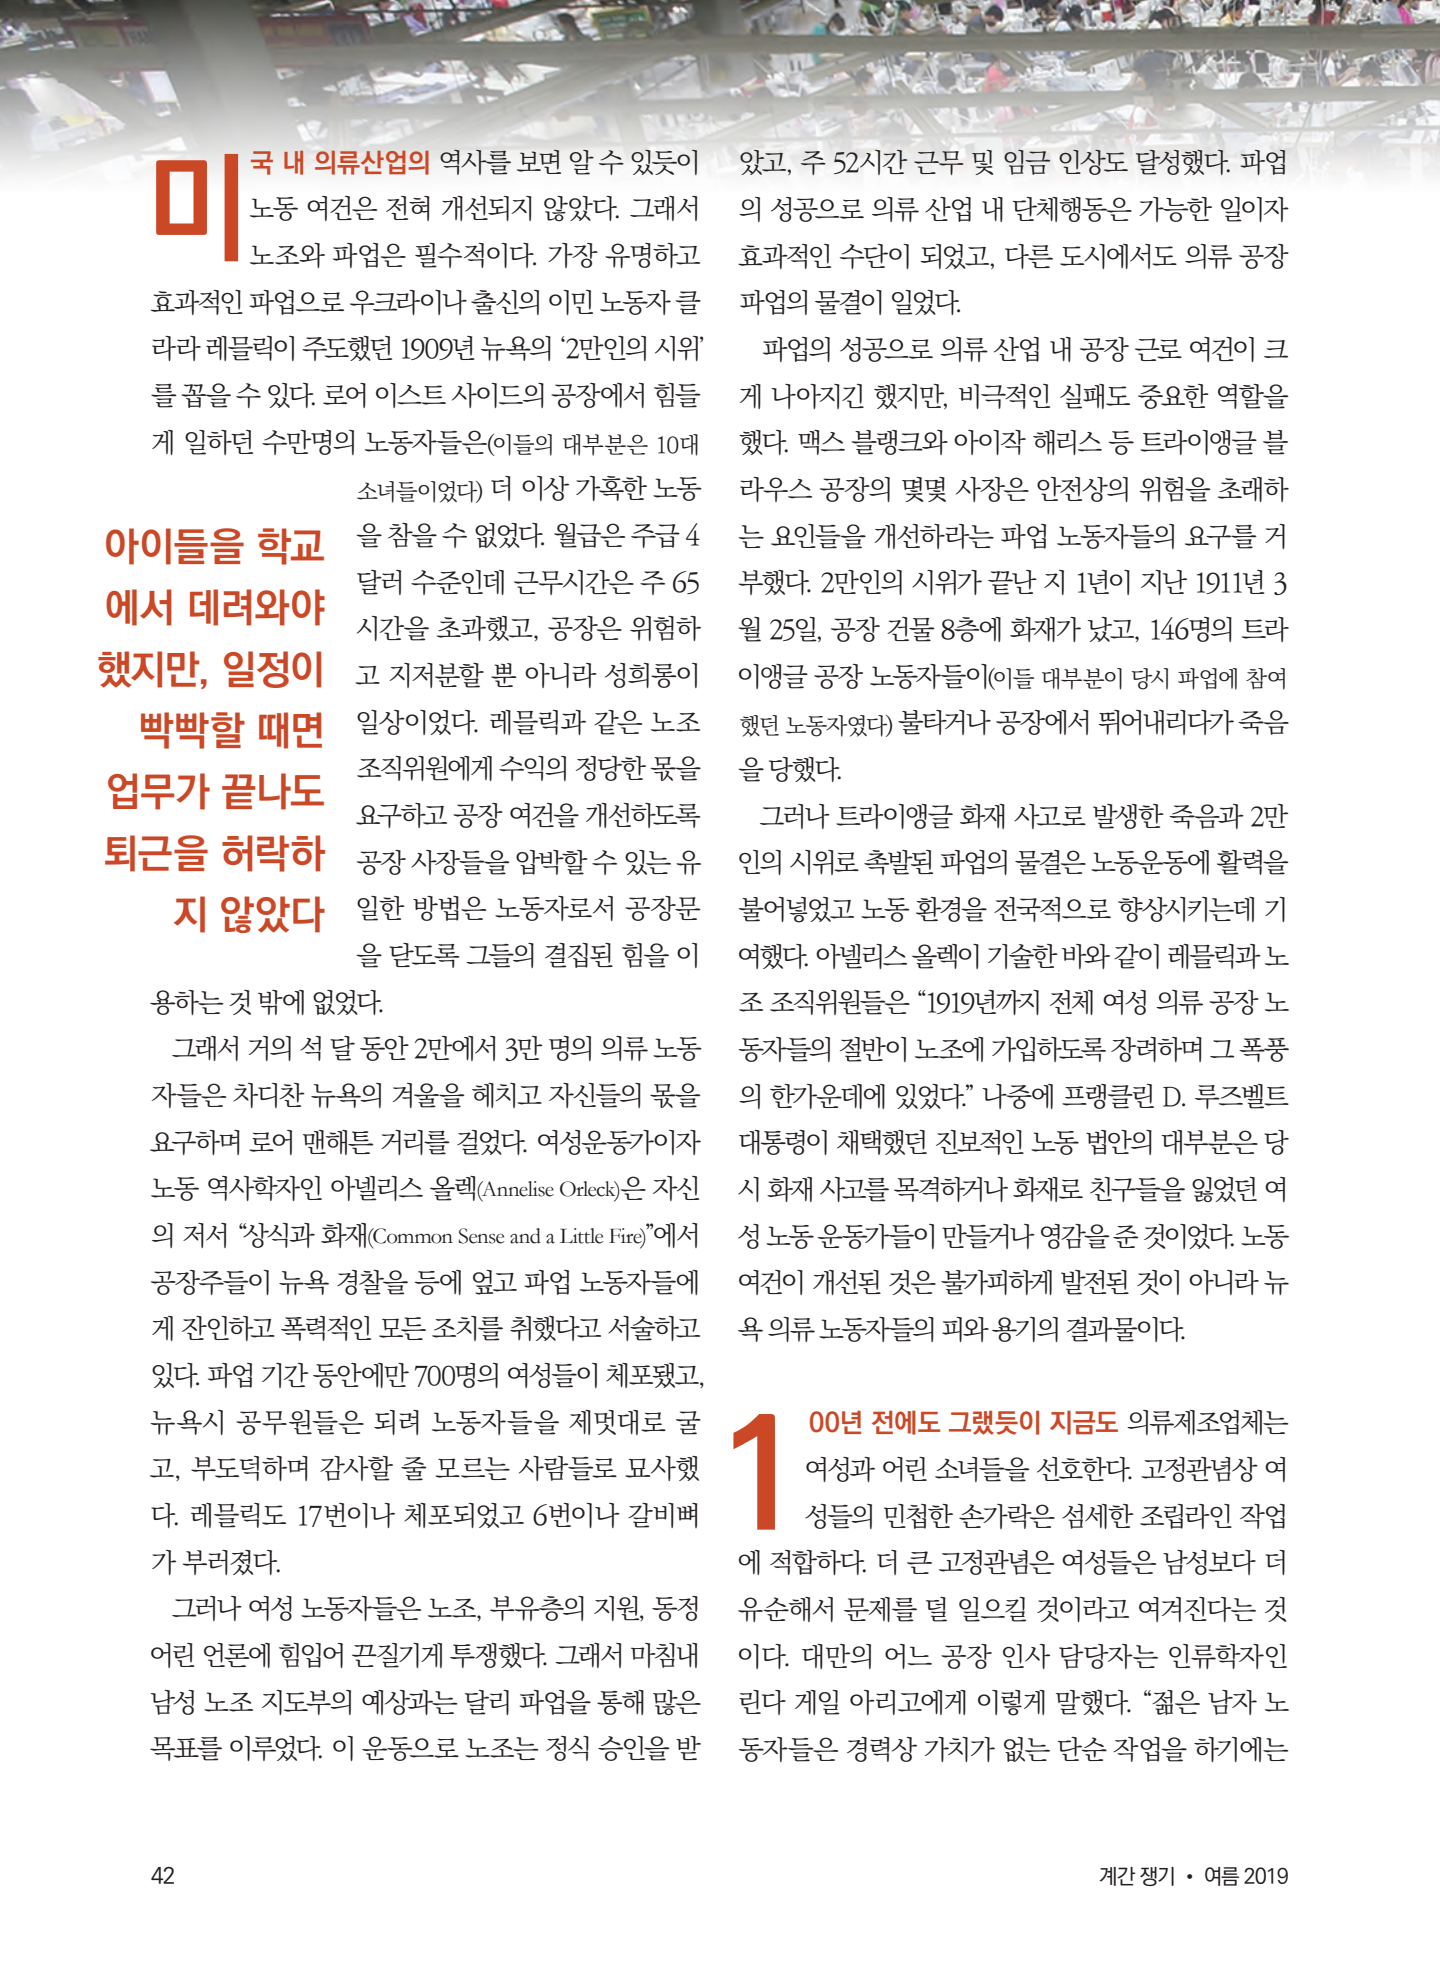 미국 내 의류산업의 역사를 보면 알 수 있듯이
노동 여건은 전혀 개선되지 않았다. 그래서
노조와 파업은 필수적이다. 가장 유명하고
효과적인 파업으로 우크라이나 출신의 이민 노동자 클
라라 레믈릭이 주도했던 1909년 뉴욕의 ‘2만인의 시위’
를 꼽을 수 있다. 로어 이스트 사이드의 공장에서 힘들
게 일하던 수만명의 노동자들은(이들의 대부분은 10대
소녀들이었다) 더 이상 가혹한 노동
을 참을 수 없었다. 월급은 주급 4
달러 수준인데 근무시간은 주 65
시간을 초과했고, 공장은 위험하
고 지저분할 뿐 아니라 성희롱이
일상이었다. 레믈릭과 같은 노조
조직위원에게 수익의 정당한 몫을
요구하고 공장 여건을 개선하도록
공장 사장들을 압박할 수 있는 유
일한 방법은 노동자로서 공장문
을 닫도록 그들의 결집된 힘을 이
용하는 것 밖에 없었다.
아이들을 학교
에서 데려와야
했지만, 일정이
빡빡할 때면
업무가 끝나도
퇴근을 허락하
지 않았다
그래서 거의 석 달 동안 2만에서 3만 명의 의류 노동
자들은 차디찬 뉴욕의 겨울을 헤치고 자신들의 몫을
요구하며 로어 맨해튼 거리를 걸었다. 여성운동가이자
노동 역사학자인 아넬리스 올렉(Annelise Orleck)은 자신
의 저서 “상식과 화재(Common Sense and a Little Fire)”에서
공장주들이 뉴욕 경찰을 등에 엎고 파업 노동자들에
게 잔인하고 폭력적인 모든 조치를 취했다고 서술하고
있다. 파업 기간 동안에만 700명의 여성들이 체포됐고,
뉴욕시 공무원들은 되려 노동자들을 제멋대로 굴
고, 부도덕하며 감사할 줄 모르는 사람들로 묘사했
다. 레믈릭도 17번이나 체포되었고 6번이나 갈비뼈
가 부러졌다.
그러나 여성 노동자들은 노조, 부유층의 지원, 동정
어린 언론에 힘입어 끈질기게 투쟁했다. 그래서 마침내
남성 노조 지도부의 예상과는 달리 파업을 통해 많은
목표를 이루었다. 이 운동으로 노조는 정식 승인을 받
았고, 주 52시간 근무 및 임금 인상도 달성했다. 파업
의 성공으로 의류 산업 내 단체행동은 가능한 일이자
효과적인 수단이 되었고, 다른 도시에서도 의류 공장
파업의 물결이 일었다.
파업의 성공으로 의류 산업 내 공장 근로 여건이 크
게 나아지긴 했지만, 비극적인 실패도 중요한 역할을
했다. 맥스 블랭크와 아이작 해리스 등 트라이앵글 블
라우스 공장의 몇몇 사장은 안전상의 위험을 초래하
는 요인들을 개선하라는 파업 노동자들의 요구를 거
부했다. 2만인의 시위가 끝난 지 1년이 지난 1911년 3
월 25일, 공장 건물 8층에 화재가 났고, 146명의 트라
이앵글 공장 노동자들이(이들 대부분이 당시 파업에 참여
했던 노동자였다) 불타거나 공장에서 뛰어내리다가 죽음
을 당했다.
그러나 트라이앵글 화재 사고로 발생한 죽음과 2만
인의 시위로 촉발된 파업의 물결은 노동운동에 활력을
불어넣었고 노동 환경을 전국적으로 향상시키는데 기
여했다. 아넬리스 올렉이 기술한 바와 같이 레믈릭과 노
조 조직위원들은 “1919년까지 전체 여성 의류 공장 노
동자들의 절반이 노조에 가입하도록 장려하며 그 폭풍
의 한가운데에 있었다.” 나중에 프랭클린 D. 루즈벨트
대통령이 채택했던 진보적인 노동 법안의 대부분은 당
시 화재 사고를 목격하거나 화재로 친구들을 잃었던 여
성 노동 운동가들이 만들거나 영감을 준 것이었다. 노동
여건이 개선된 것은 불가피하게 발전된 것이 아니라 뉴
욕 의류 노동자들의 피와 용기의 결과물이다.
100년 전에도 그랬듯이 지금도 의류제조업체는
여성과 어린 소녀들을 선호한다. 고정관념상 여
성들의 민첩한 손가락은 섬세한 조립라인 작업
에 적합하다. 더 큰 고정관념은 여성들은 남성보다 더
유순해서 문제를 덜 일으킬 것이라고 여겨진다는 것
이다. 대만의 어느 공장 인사 담당자는 인류학자인
린다 게일 아리고에게 이렇게 말했다. “젊은 남자 노
동자들은 경력상 가치가 없는 단순 작업을 하기에는
42
계간 쟁기 • 여름 2019